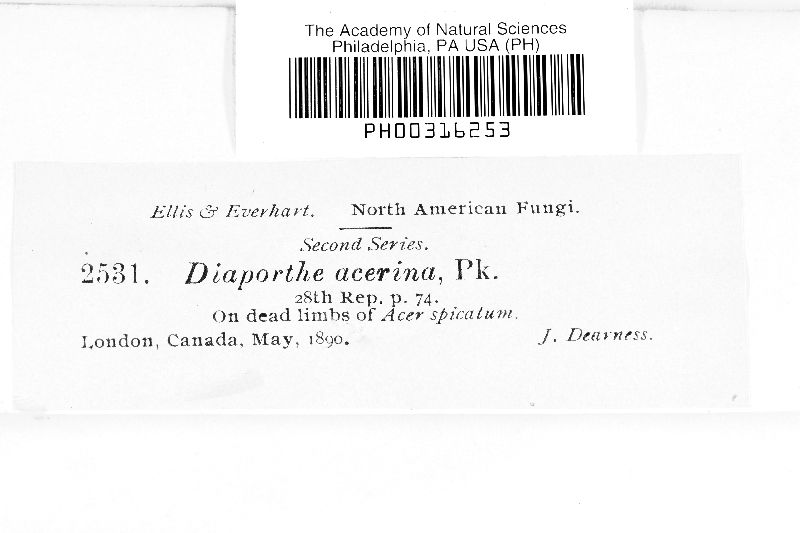 The Academy of Natural Sciences
Philadelphia, PA USA (PH)
PH00316253
Ellis & Everhart. North American Fungi.
Second Series.
2531. Diaporthe acerina, Pk.
28th Rep. p. 74.
On dead limbs of Acer spicatum.
London, Canada, May, 1890. J. Dearness.